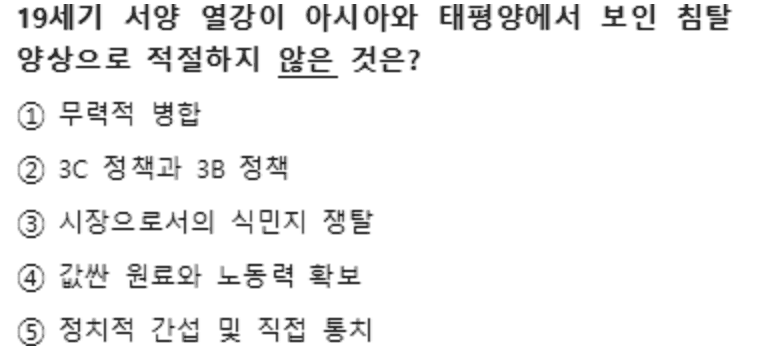 19세기 서양 열강이 아시아와 태평양에서 보인 침탈
양상으로 적절하지 않은 것은?
① 무력적 병합
② 3C 정책과 3B 정책
③ 시장으로서의 식민지 쟁탈
④ 값싼 원료와 노동력 확보
⑤ 정치적 간섭 및 직접 통치